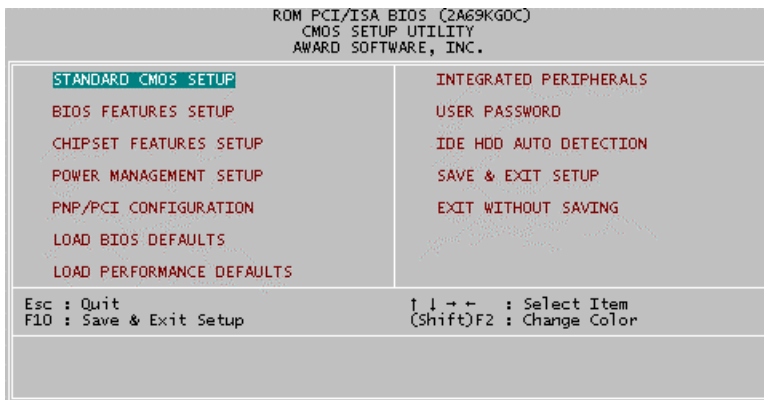 ROM PCI/ISA BIOS (2A69KGOC)
CMOS SETUP UTILITY
AWARD SOFTWARE, INC.
STANDARD CMOS SETUP
BIOS FEATURES SETUP
CHIPSET FEATURES SETUP
POWER MANAGEMENT SETUP
PNP/PCI CONFIGURATION
LOAD BIOS DEFAULTS
LOAD PERFORMANCE DEFAULTS
INTEGRATED PERIPHERALS
USER PASSWORD
IDE HDD AUTO DETECTION
SAVE & EXIT SETUP
EXIT WITHOUT SAVING
Esc : Quit
F10 : Save & Exit Setup
↑ ↓ → ← : Select Item
(Shift)F2 : Change Color